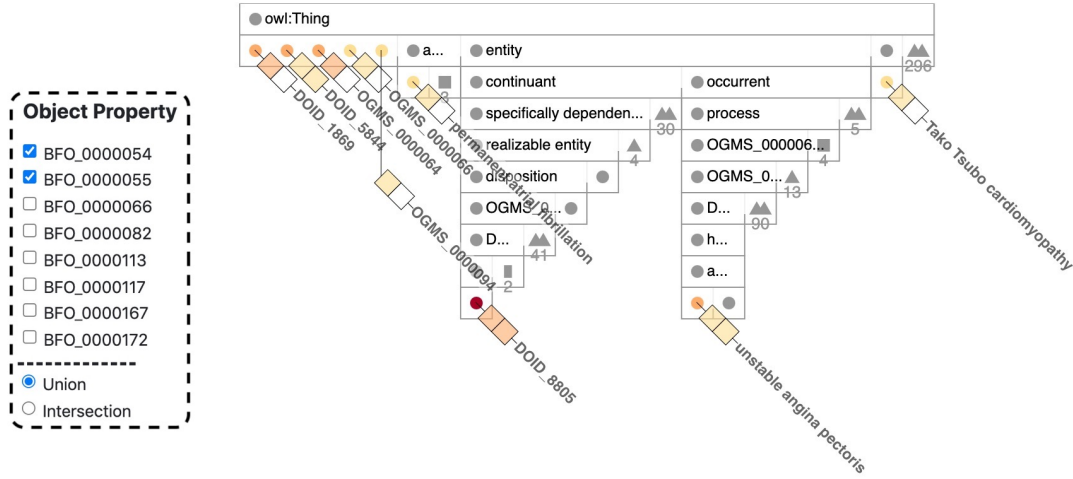 Object Property
BFO_0000054
BFO_0000055
BFO_0000066
BFO_0000082
BFO_0000113
BFO_0000117
BFO_0000167
BFO_0000172
Union
Intersection
owl:Thing
a...
entity
296
continuant
occurrent
specifically dependen...
30
process
5
realizable entity
4
OGMS_000006...
4
disposition
OGMS_0...
13
OGMS_0...
D...
90
D...
41
h...
2
a...
DOID_1869
DOID_5844
OGMS_0000064
OGMS_0000066
permanent atrial fibrillation
OGMS_0000094
DOID_8805
unstable angina pectoris
Tako Tsubo cardiomyopathy